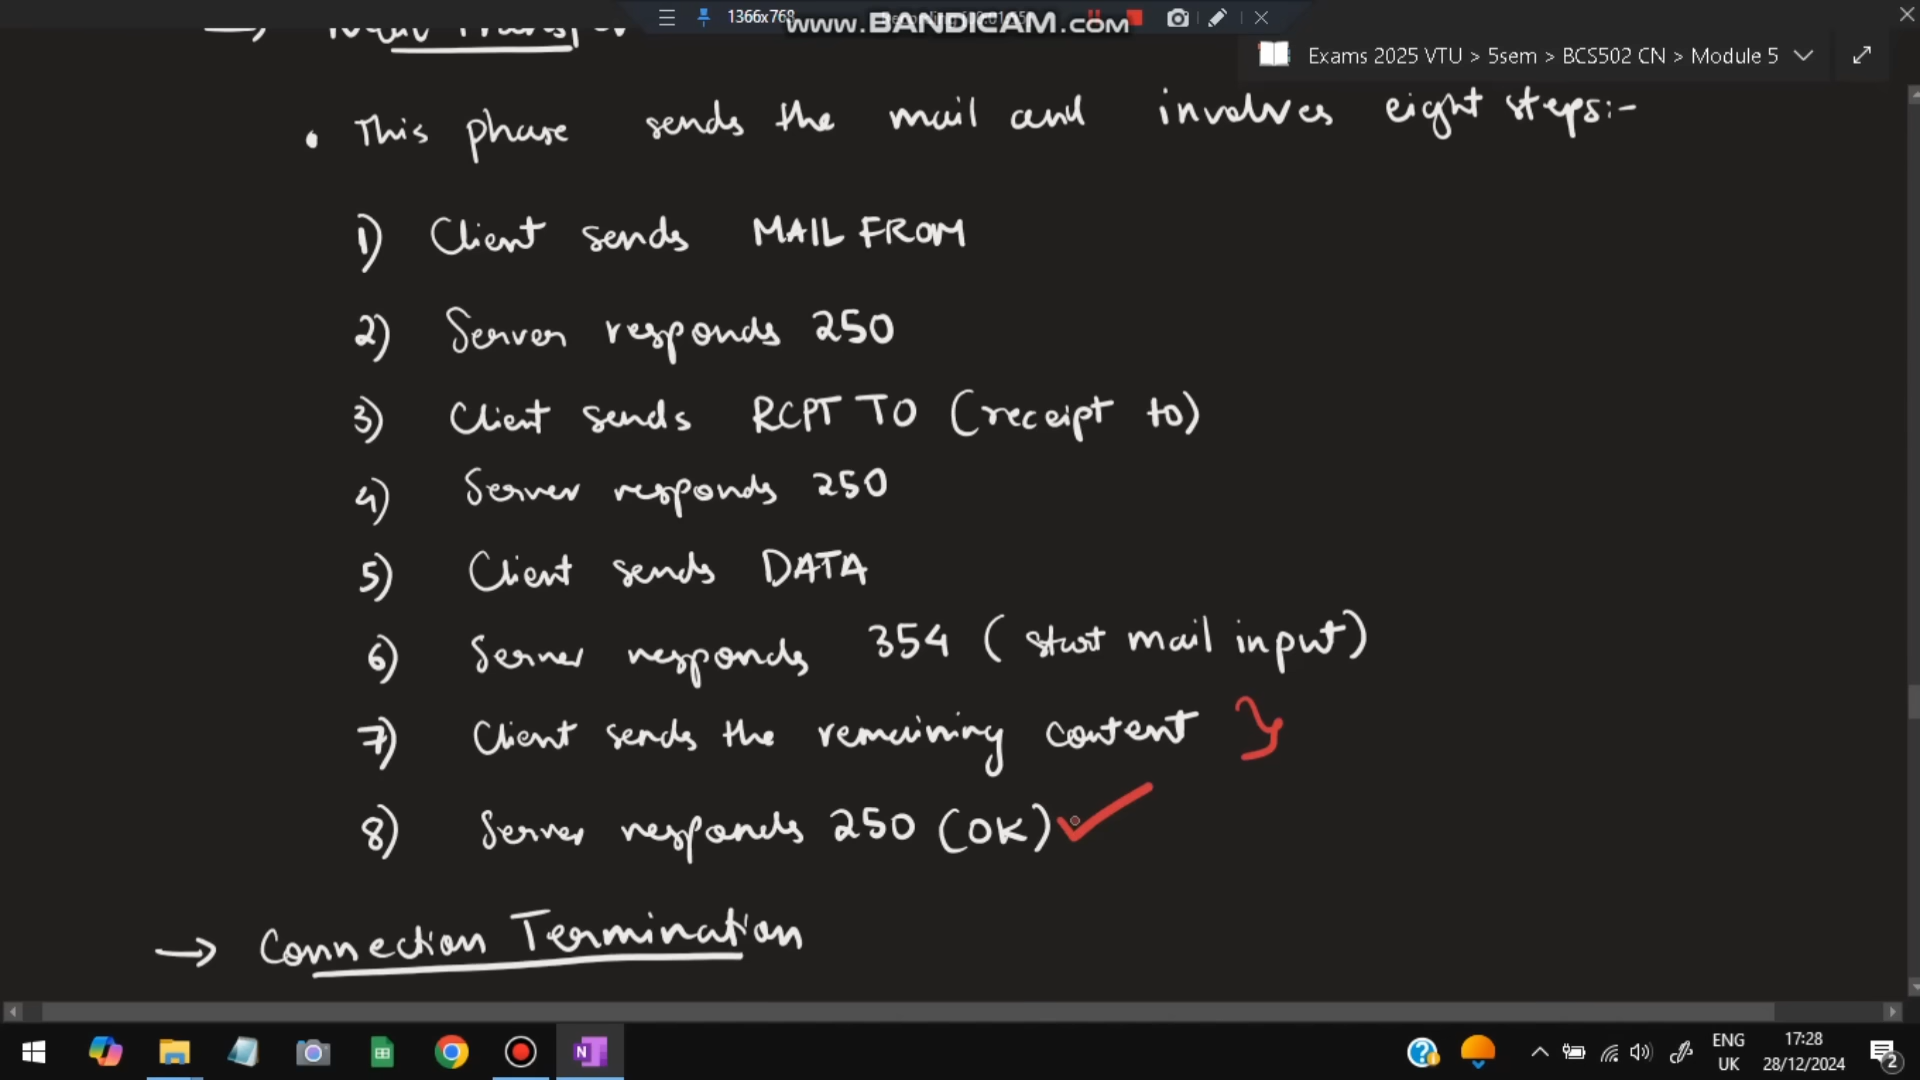 1366x768
www.BANDICAM.com
Exams 2025 VTU > 5sem > BCS502 CN > Module 5
• This phase sends the mail and involves eight steps:-
1) Client sends MAIL FROM
2) Server responds 250
3) Client sends RCPT TO (receipt to)
4) Server responds 250
5) Client sends DATA
6) Server responds 354 (start mail input)
7) Client sends the remaining content
8) Server responds 250 (OK)
→ Connection Termination
ENG
UK
17:28
28/12/2024
2